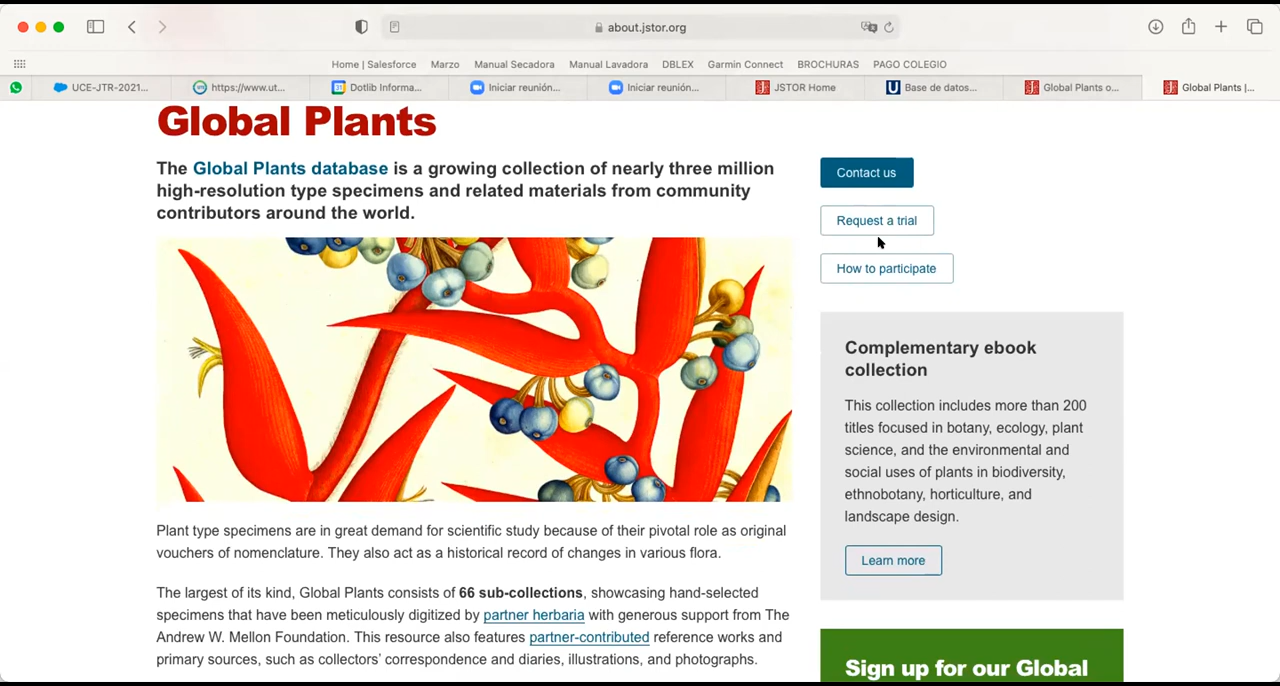 about.jstor.org
Home | Salesforce Marzo Manual Secadora Manual Lavadora DBLEX Garmin Connect BROCHURAS PAGO COLEGIO
UCE-JTR-2021... https://www.ut... Dotlib Informa... Iniciar reunión... Iniciar reunión... JSTOR Home Base de datos... Global Plants o... Global Plants |...
Global Plants
The Global Plants database is a growing collection of nearly three million
high-resolution type specimens and related materials from community
contributors around the world.
Plant type specimens are in great demand for scientific study because of their pivotal role as original
vouchers of nomenclature. They also act as a historical record of changes in various flora.
The largest of its kind, Global Plants consists of 66 sub-collections, showcasing hand-selected
specimens that have been meticulously digitized by partner herbaria with generous support from The
Andrew W. Mellon Foundation. This resource also features partner-contributed reference works and
primary sources, such as collectors' correspondence and diaries, illustrations, and photographs.
Contact us
Request a trial
How to participate
Complementary ebook
collection
This collection includes more than 200
titles focused in botany, ecology, plant
science, and the environmental and
social uses of plants in biodiversity,
ethnobotany, horticulture, and
landscape design.
Learn more
Sign up for our Global